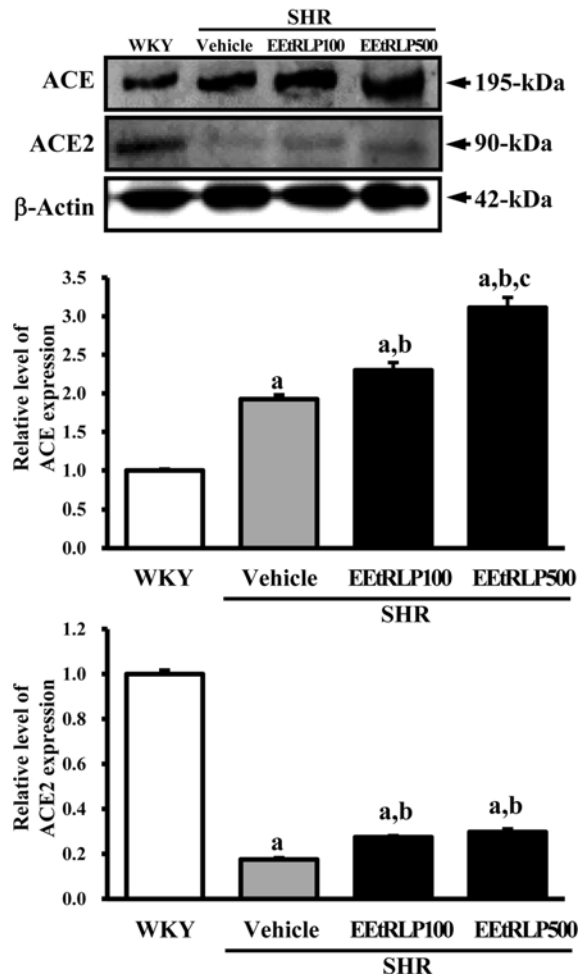 SHR
WKY Vehicle EEtRLP100 EEtRLP500
ACE 195-kDa
ACE2 90-kDa
β-Actin 42-kDa
Relative level of
ACE expression
3.5
3.0
2.5
2.0
1.5
1.0
0.5
0.0
a
a,b
a,b,c
WKY Vehicle EEtRLP100 EEtRLP500
SHR
Relative level of
ACE2 expression
1.2
1.0
0.8
0.6
0.4
0.2
0.0
a
a,b
a,b
WKY Vehicle EEtRLP100 EEtRLP500
SHR